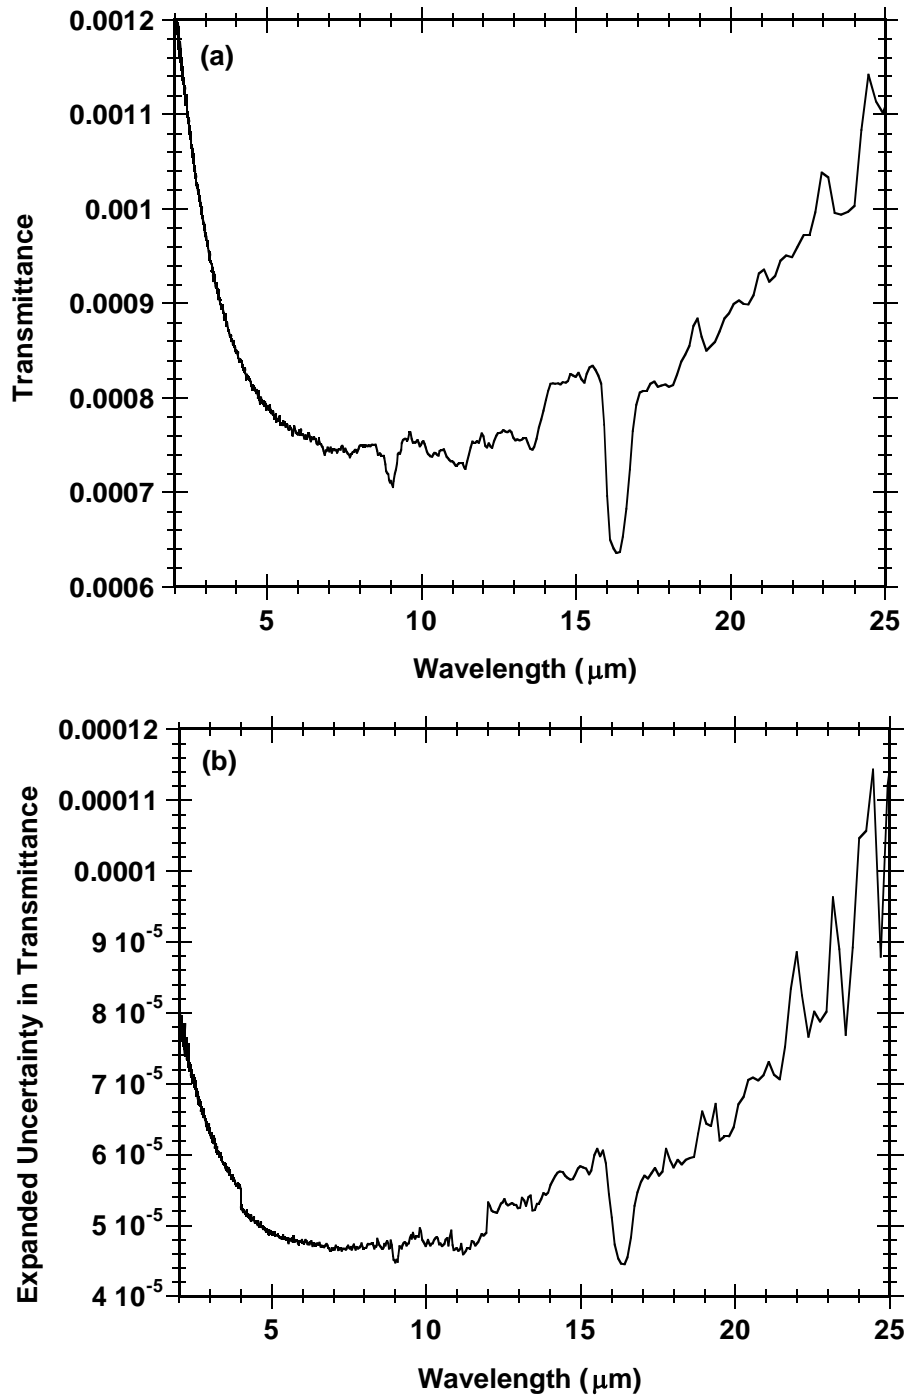 (a)
Transmittance
0.0012
0.0011
0.001
0.0009
0.0008
0.0007
0.0006
5 10 15 20 25
Wavelength (μm)
(b)
Expanded Uncertainty in Transmittance
0.00012
0.00011
0.0001
9 10⁻⁵
8 10⁻⁵
7 10⁻⁵
6 10⁻⁵
5 10⁻⁵
4 10⁻⁵
5 10 15 20 25
Wavelength (μm)